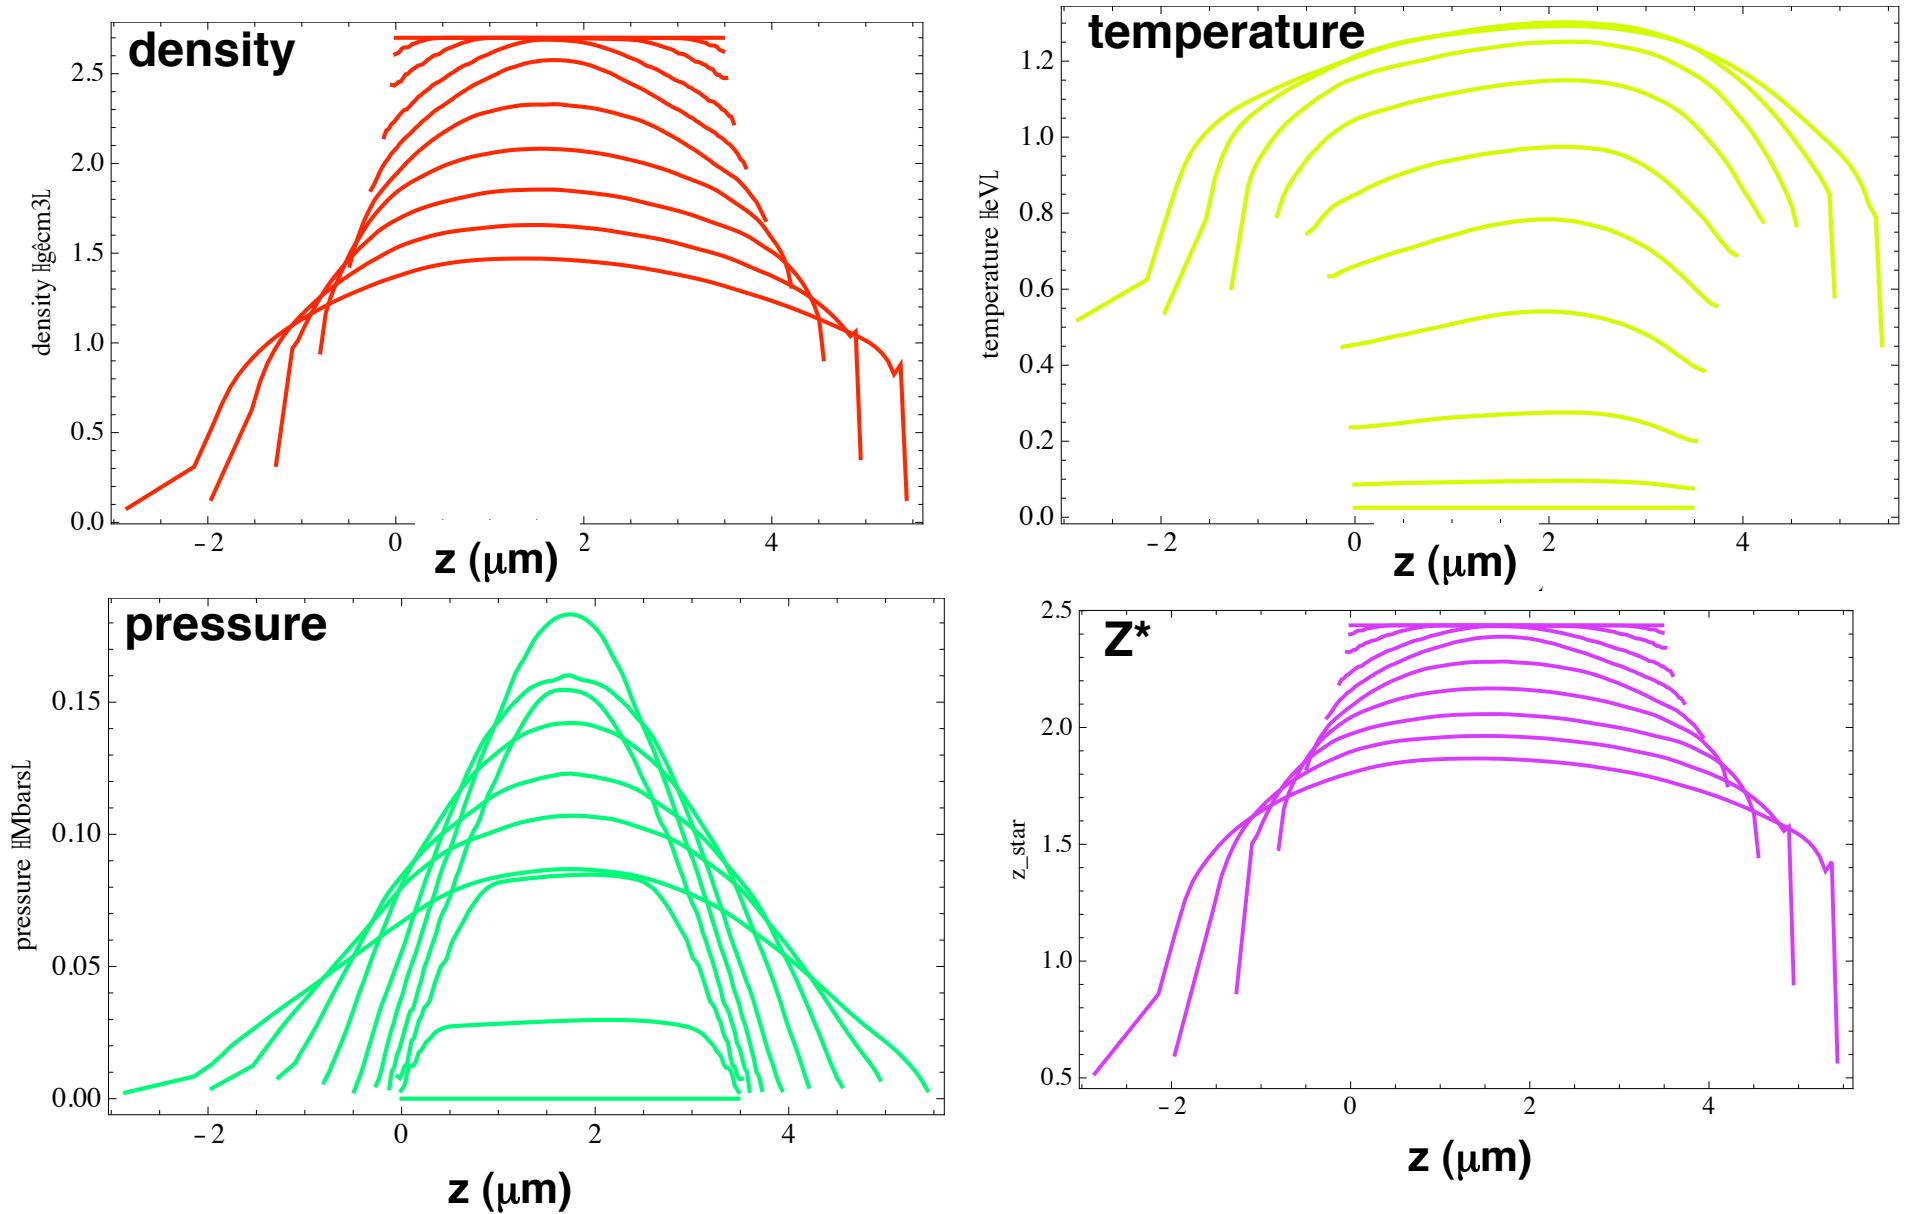 density
density Hgêcm3L
2.5
2.0
1.5
1.0
0.5
0.0
-2 0 2 4
z (μm)
temperature
temperature HeVL
1.2
1.0
0.8
0.6
0.4
0.2
0.0
-2 0 2 4
z (μm)
pressure
pressure HMbarsL
0.15
0.10
0.05
0.00
-2 0 2 4
z (μm)
Z*
z_star
2.5
2.0
1.5
1.0
0.5
-2 0 2 4
z (μm)